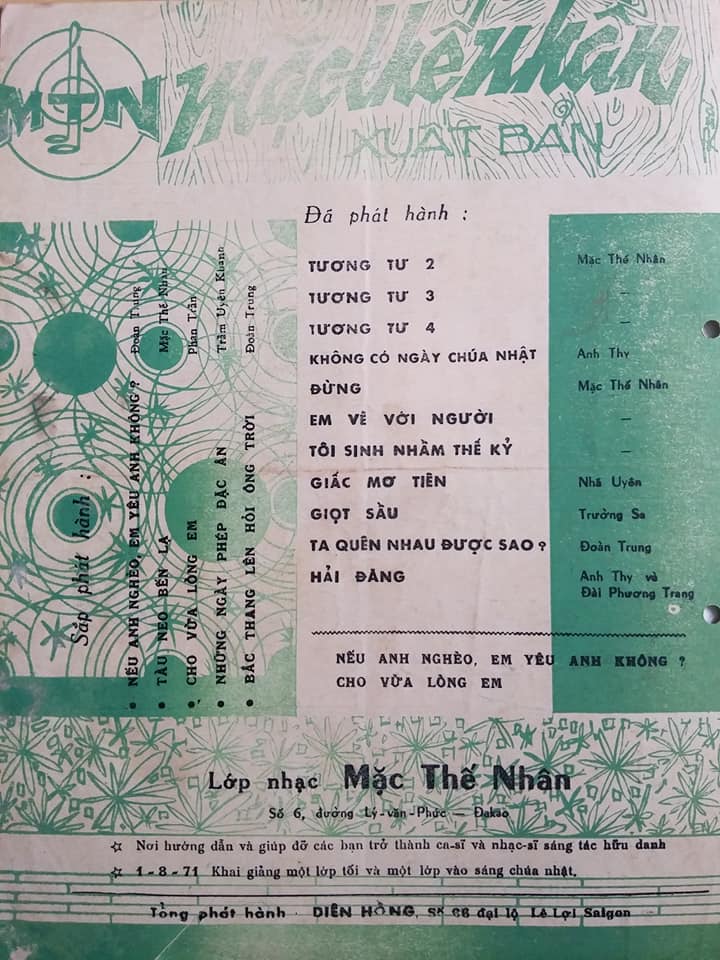 MTN
Mặc Thế Nhân
XUẤT BẢN
Đã phát hành :
TƯƠNG TƯ 2 Mặc Thế Nhân
TƯƠNG TƯ 3 —
TƯƠNG TƯ 4 —
KHÔNG CÓ NGÀY CHÚA NHẬT Anh Thy
ĐỪNG Mặc Thế Nhân
EM VỀ VỚI NGƯỜI —
TÔI SINH NHẦM THẾ KỶ —
GIẤC MƠ TIÊN Nhã Uyên
GIỌT SẦU Trường Sa
TA QUÊN NHAU ĐƯỢC SAO ? Đoàn Trung
HẢI ĐĂNG Anh Thy và
Đài Phương Trang
NẾU ANH NGHÈO, EM YÊU ANH KHÔNG ?
CHO VỪA LÒNG EM
Sắp phát hành :
• NẾU ANH NGHÈO, EM YÊU ANH KHÔNG ? Đoàn Trung
• TÀU NEO BẾN LẠ Mặc Thế Nhân
• CHO VỪA LÒNG EM Phan Trần
• NHỮNG NGÀY PHÉP ĐẶC ÂN Trầm Uyên Khanh
• BẮC THANG LÊN HỎI ÔNG TRỜI Đoàn Trung
Lớp nhạc Mặc Thế Nhân
Số 6, đường Lý-văn-Phức — Đakao
☆ Nơi hướng dẫn và giúp đỡ các bạn trở thành ca-sĩ và nhạc-sĩ sáng tác hữu danh
☆ 1-8-71 Khai giảng một lớp tối và một lớp vào sáng chúa nhật.
Tổng phát hành DIÊN HỒNG, đại lộ Lê Lợi Saigon